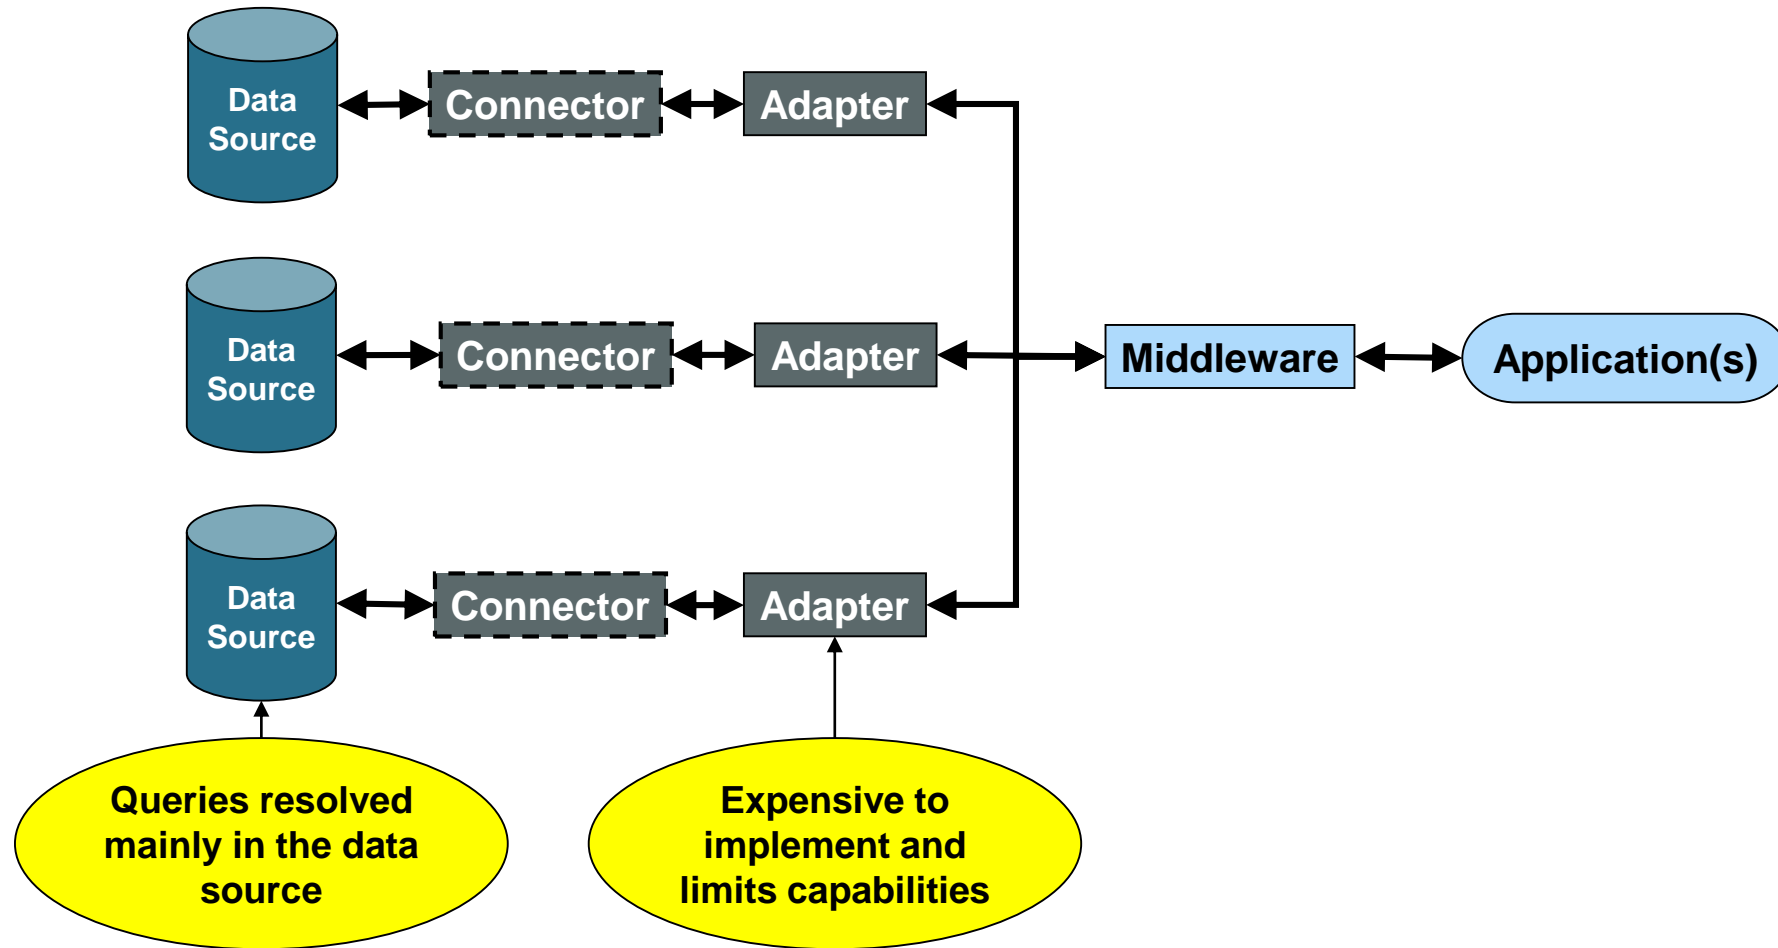 Data
Source
Connector
Adapter
Data
Source
Connector
Adapter
Middleware
Application(s)
Data
Source
Connector
Adapter
Queries resolved
mainly in the data
source
Expensive to
implement and
limits capabilities